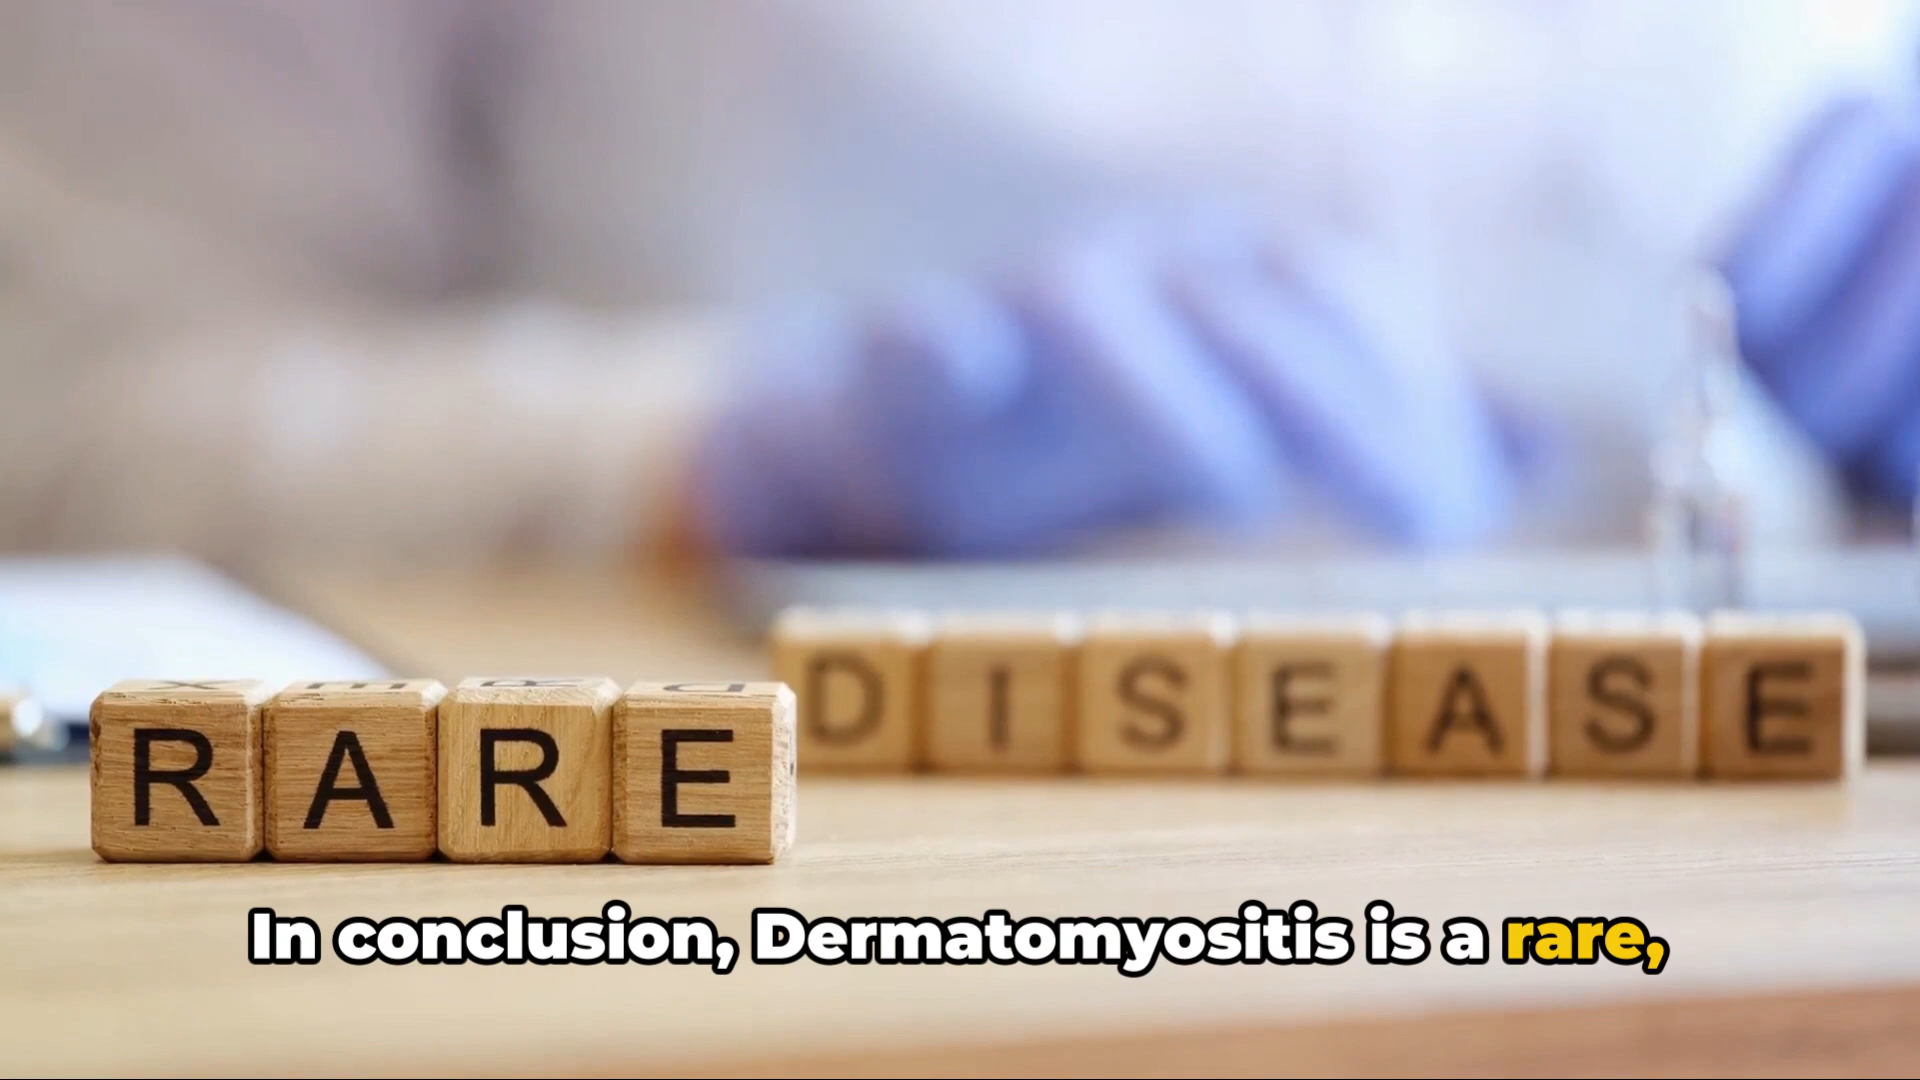 RARE
DISEASE
In conclusion, Dermatomyositis is a rare,